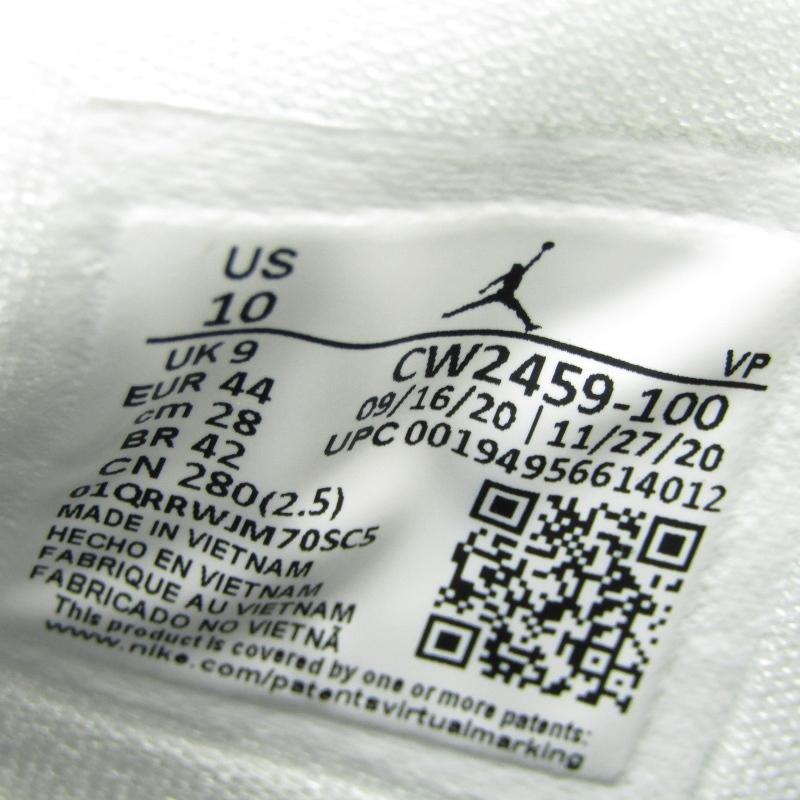 US
10
VP
UK 9
CW2459-100
EUR 44
09/16/20 | 11/27/20
cm 28
UPC 00194956614012
BR 42
CN 280(2.5)
01QRRWJM70SC5
MADE IN VIETNAM
HECHO EN VIETNAM
FABRIQUE AU VIETNAM
FABRICADO NO VIETNÃ
This product is covered by one or more patents:
www.nike.com/patentsvirtualmarking